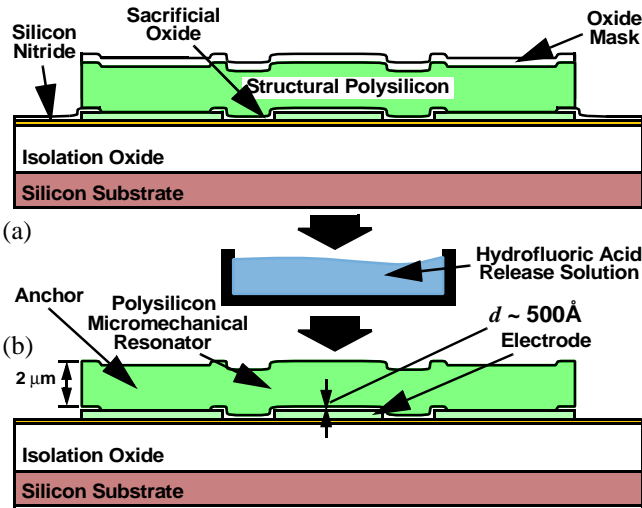 Silicon
Nitride
Sacrificial
Oxide
Oxide
Mask
Structural Polysilicon
Isolation Oxide
Silicon Substrate
(a)
Hydrofluoric Acid
Release Solution
Anchor
Polysilicon
Micromechanical
Resonator
d ~ 500Å
Electrode
(b)
2 μm
Isolation Oxide
Silicon Substrate